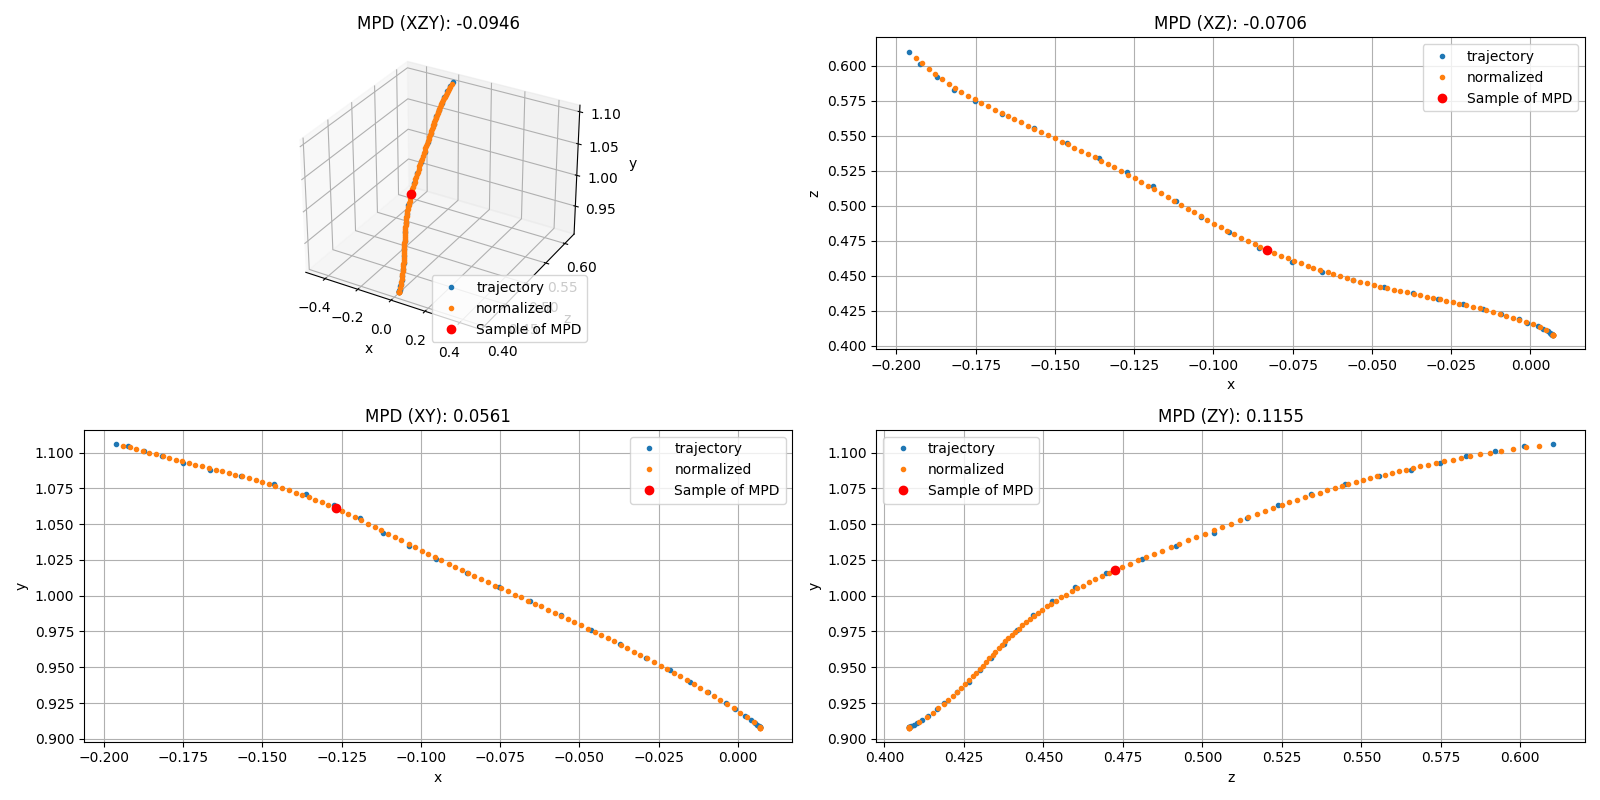 MPD (XZY): -0.0946
1.10
1.05
1.00
0.95
y
0.60
0.55
0.50
0.40
z
−0.4
−0.2
0.0
0.2
0.4
x
trajectory
normalized
Sample of MPD
MPD (XZ): -0.0706
trajectory
normalized
Sample of MPD
0.600
0.575
0.550
0.525
0.500
0.475
0.450
0.425
0.400
z
−0.200
−0.175
−0.150
−0.125
−0.100
−0.075
−0.050
−0.025
0.000
x
MPD (XY): 0.0561
trajectory
normalized
Sample of MPD
1.100
1.075
1.050
1.025
1.000
0.975
0.950
0.925
0.900
y
−0.200
−0.175
−0.150
−0.125
−0.100
−0.075
−0.050
−0.025
0.000
x
MPD (ZY): 0.1155
trajectory
normalized
Sample of MPD
1.100
1.075
1.050
1.025
1.000
0.975
0.950
0.925
0.900
y
0.400
0.425
0.450
0.475
0.500
0.525
0.550
0.575
0.600
z